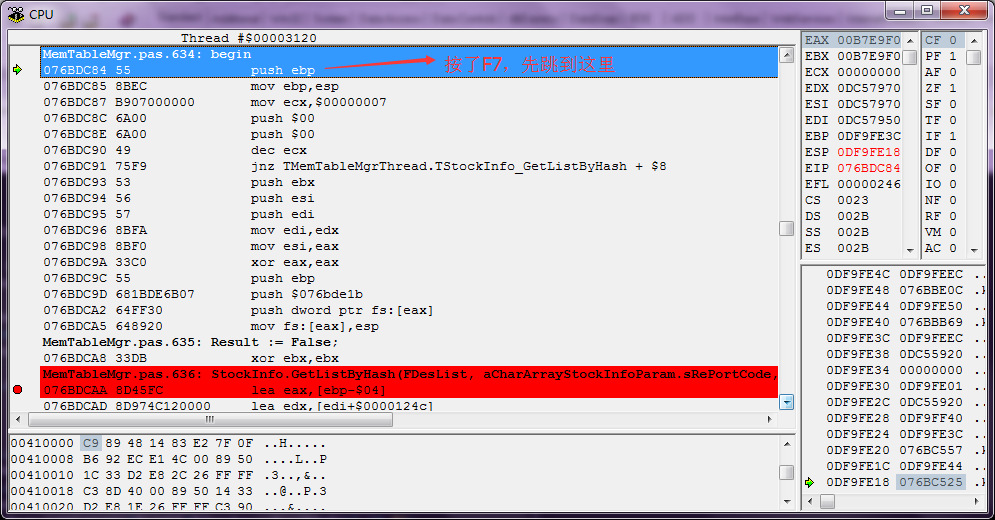 CPU
Thread #$00003120
MemTableMgr.pas.634: begin
076BDC84 55 push ebp
按了F7，先跳到这里
076BDC85 8BEC mov ebp,esp
076BDC87 B907000000 mov ecx,$00000007
076BDC8C 6A00 push $00
076BDC8E 6A00 push $00
076BDC90 49 dec ecx
076BDC91 75F9 jnz TMemTableMgrThread.TStockInfo_GetListByHash + $8
076BDC93 53 push ebx
076BDC94 56 push esi
076BDC95 57 push edi
076BDC96 8BFA mov edi,edx
076BDC98 8BF0 mov esi,eax
076BDC9A 33C0 xor eax,eax
076BDC9C 55 push ebp
076BDC9D 681BDE6B07 push $076bde1b
076BDCA2 64FF30 push dword ptr fs:[eax]
076BDCA5 648920 mov fs:[eax],esp
MemTableMgr.pas.635: Result := False;
076BDCA8 33DB xor ebx,ebx
MemTableMgr.pas.636: StockInfo.GetListByHash(FDesList, aCharArrayStockInfoParam.sRePortCode,
076BDCAA 8D45FC lea eax,[ebp-$04]
076BDCAD 8D974C120000 lea edx,[edi+$0000124c]
EAX 00B7E9F0
EBX 00B7E9F0
ECX 00000000
EDX 0DC57970
ESI 0DC57970
EDI 0DC57950
EBP 0DF9FE3C
ESP 0DF9FE18
EIP 076BDC84
EFL 00000246
CS 0023
DS 002B
SS 002B
ES 002B
CF 0
PF 1
AF 0
ZF 1
SF 0
TF 0
IF 1
DF 0
OF 0
IO 0
NF 0
RF 0
VM 0
AC 0
00410000 C9 89 48 14 83 E2 7F 0F ..H.....
00410008 B6 92 EC E1 4C 00 89 50 ....L..P
00410010 1C 33 D2 E8 2C 26 FF FF .3..,&..
00410018 C3 8D 40 00 89 50 14 33 ..@..P.3
00410020 D2 E8 1E 26 FF FF C3 90 ...&....
0DF9FE4C 0DF9FEEC ..
0DF9FE48 076BBE0C .}
0DF9FE44 0DF9FE50 ..
0DF9FE40 076BBB69 .}
0DF9FE3C 0DF9FEEC ..
0DF9FE38 0DC55920 ..
0DF9FE34 00000000 ..
0DF9FE30 0DF9FE01 ..
0DF9FE2C 0DC55920 ..
0DF9FE28 0DF9FF40 ..
0DF9FE24 0DF9FE3C ..
0DF9FE20 076BC557 .}
0DF9FE1C 0DF9FE44 ..
0DF9FE18 076BC525 .}